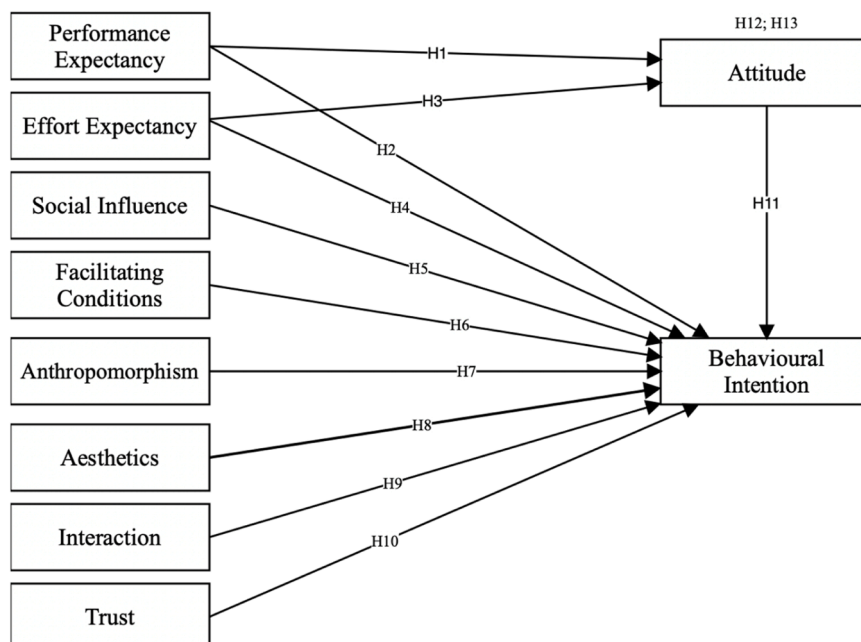 Performance
Expectancy
Effort Expectancy
Social Influence
Facilitating
Conditions
Anthropomorphism
Aesthetics
Interaction
Trust
H1
H3
H2
H4
H5
H6
H7
H8
H9
H10
H12; H13
Attitude
H11
Behavioural
Intention